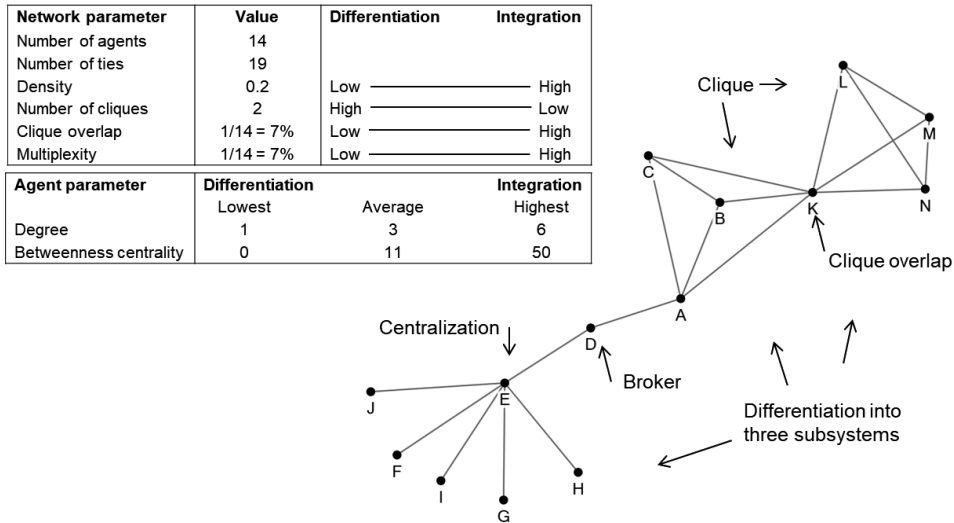 Network parameter Value Differentiation Integration
Number of agents 14
Number of ties 19
Density 0.2 Low High
Number of cliques 2 High Low
Clique overlap 1/14 = 7% Low High
Multiplexity 1/14 = 7% Low High
Agent parameter Differentiation Integration
Lowest Average Highest
Degree 1 3 6
Betweenness centrality 0 11 50
Clique
L
M
C
B
K
N
Clique overlap
A
Centralization
D
Broker
E
J
Differentiation into
three subsystems
F
I
H
G